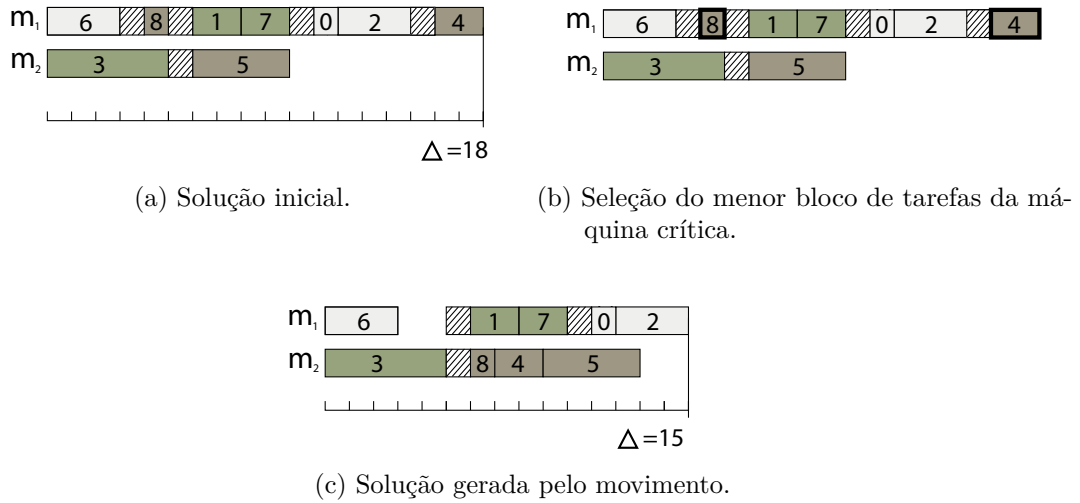 m₁ 6 8 1 7 0 2 4
m₂ 3 5
Δ=18
(a) Solução inicial.
m₁ 6 8 1 7 0 2 4
m₂ 3 5
(b) Seleção do menor bloco de tarefas da má-
quina crítica.
m₁ 6 1 7 0 2
m₂ 3 8 4 5
Δ=15
(c) Solução gerada pelo movimento.